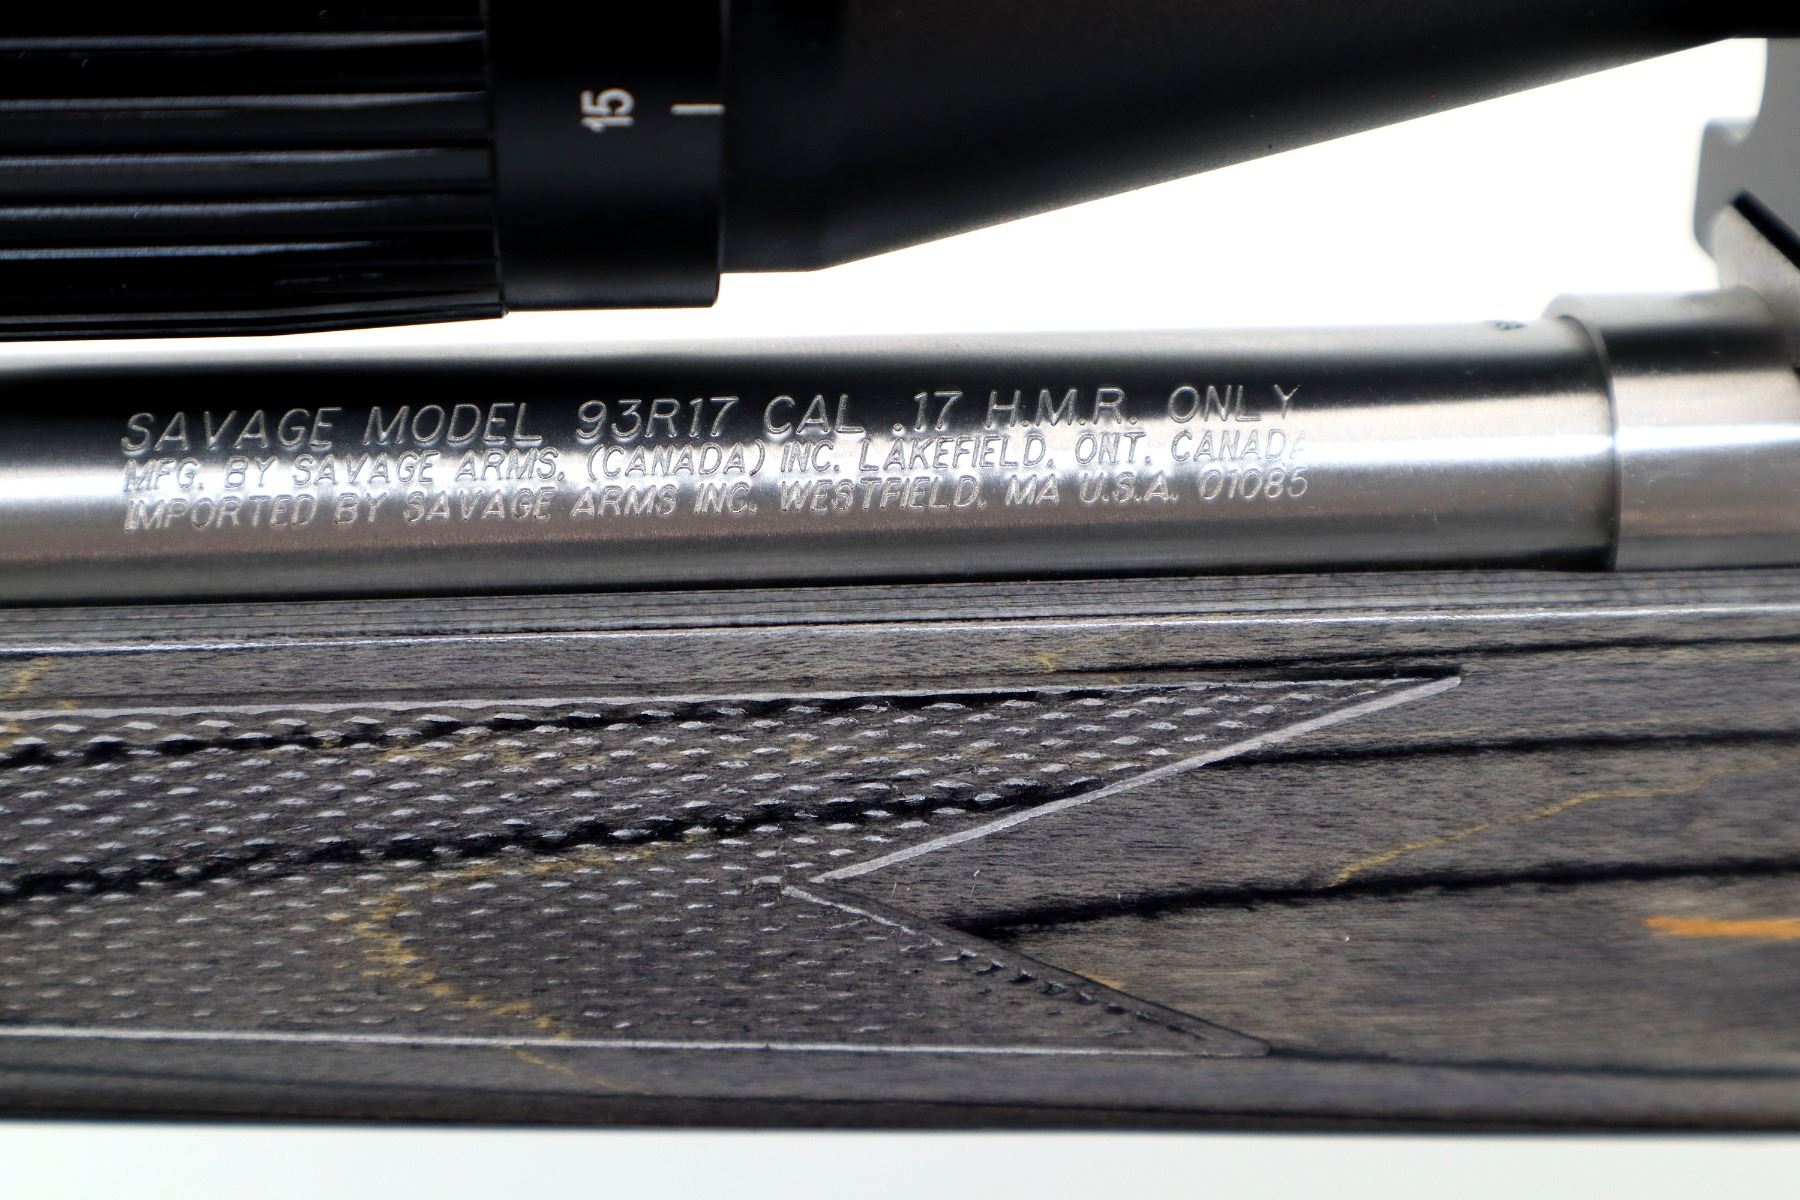 15
SAVAGE MODEL 93R17 CAL .17 H.M.R. ONLY
MFG. BY SAVAGE ARMS. (CANADA) INC. LAKEFIELD. ONT. CANADA
IMPORTED BY SAVAGE ARMS INC. WESTFIELD. MA U.S.A. 01085